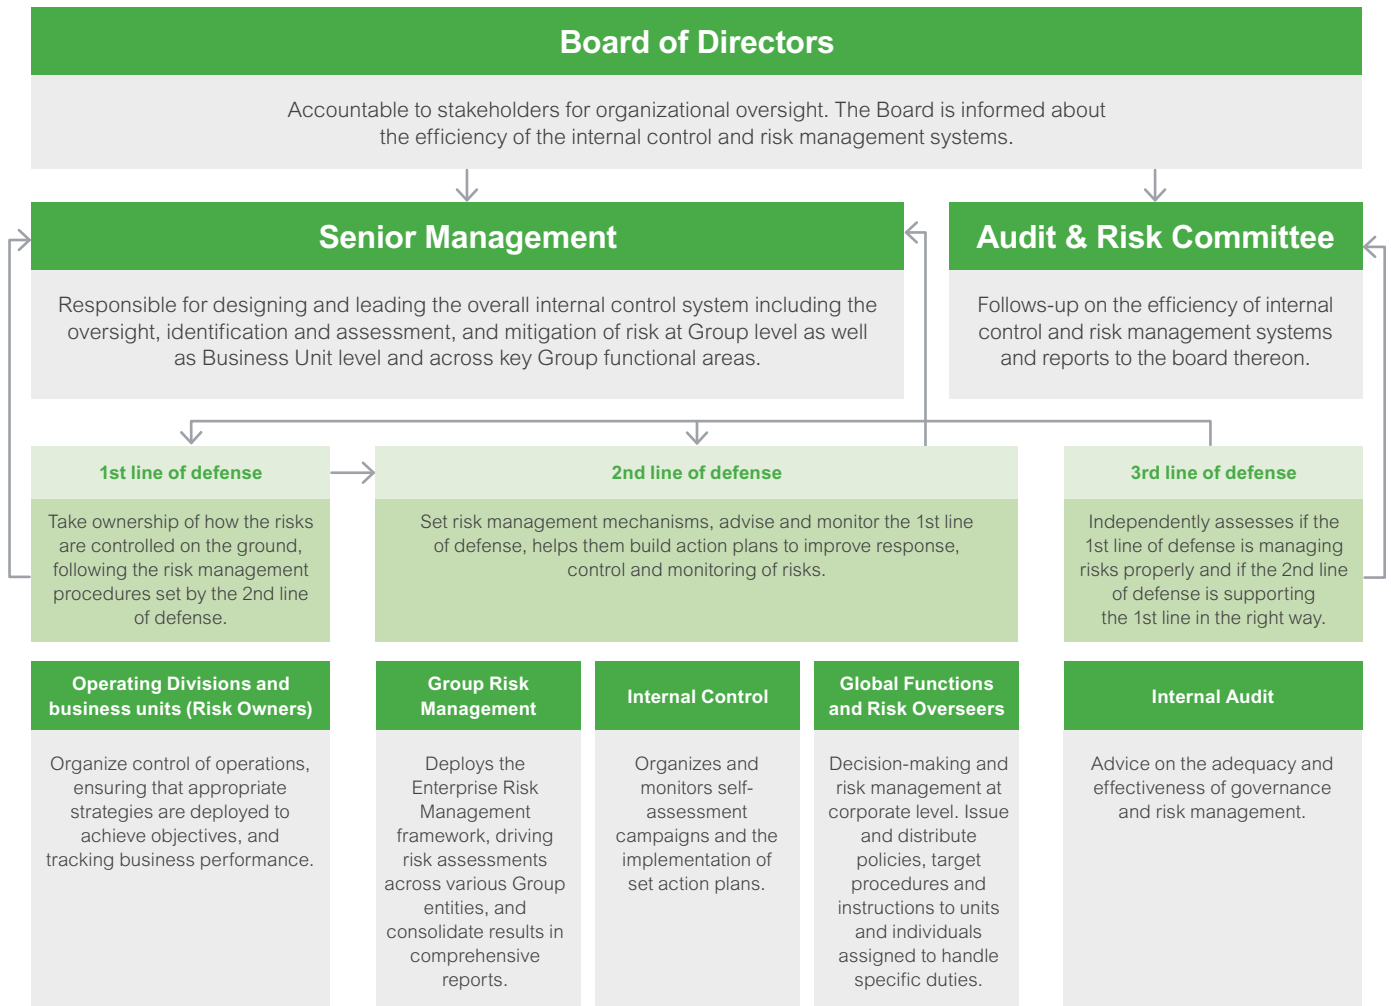 Board of Directors
Accountable to stakeholders for organizational oversight. The Board is informed about
the efficiency of the internal control and risk management systems.
Senior Management
Responsible for designing and leading the overall internal control system including the
oversight, identification and assessment, and mitigation of risk at Group level as well
as Business Unit level and across key Group functional areas.
Audit & Risk Committee
Follows-up on the efficiency of internal
control and risk management systems
and reports to the board thereon.
1st line of defense
Take ownership of how the risks
are controlled on the ground,
following the risk management
procedures set by the 2nd line
of defense.
2nd line of defense
Set risk management mechanisms, advise and monitor the 1st line
of defense, helps them build action plans to improve response,
control and monitoring of risks.
3rd line of defense
Independently assesses if the
1st line of defense is managing
risks properly and if the 2nd line
of defense is supporting
the 1st line in the right way.
Operating Divisions and
business units (Risk Owners)
Organize control of operations,
ensuring that appropriate
strategies are deployed to
achieve objectives, and
tracking business performance.
Group Risk
Management
Deploys the
Enterprise Risk
Management
framework, driving
risk assessments
across various Group
entities, and
consolidate results in
comprehensive
reports.
Internal Control
Organizes and
monitors self-
assessment
campaigns and the
implementation of
set action plans.
Global Functions
and Risk Overseers
Decision-making and
risk management at
corporate level. Issue
and distribute
policies, target
procedures and
instructions to units
and individuals
assigned to handle
specific duties.
Internal Audit
Advice on the adequacy and
effectiveness of governance
and risk management.